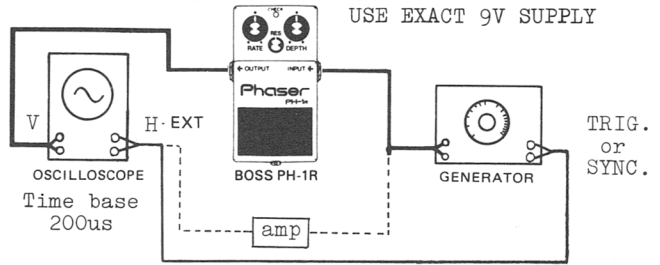 USE EXACT 9V SUPPLY
CHECK
RES
RATE DEPTH
← OUTPUT INPUT ←
Phaser
PH-1R
V
H-EXT
TRIG.
or
SYNC.
OSCILLOSCOPE
BOSS PH-1R
GENERATOR
Time base
200us
amp